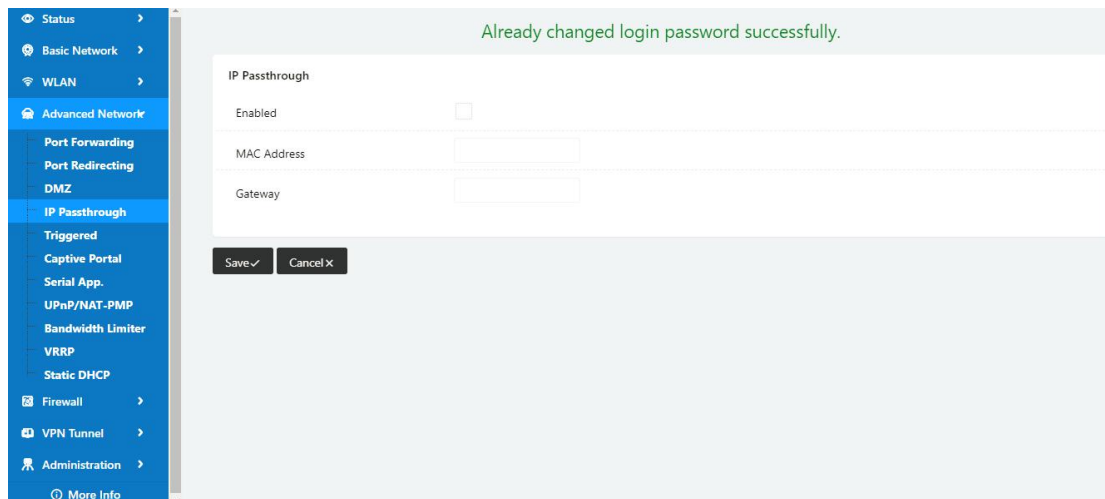 Status
Basic Network
WLAN
Advanced Network
Port Forwarding
Port Redirecting
DMZ
IP Passthrough
Triggered
Captive Portal
Serial App.
UPnP/NAT-PMP
Bandwidth Limiter
VRRP
Static DHCP
Firewall
VPN Tunnel
Administration
More Info
Already changed login password successfully.
IP Passthrough
Enabled
MAC Address
Gateway
Save Cancel